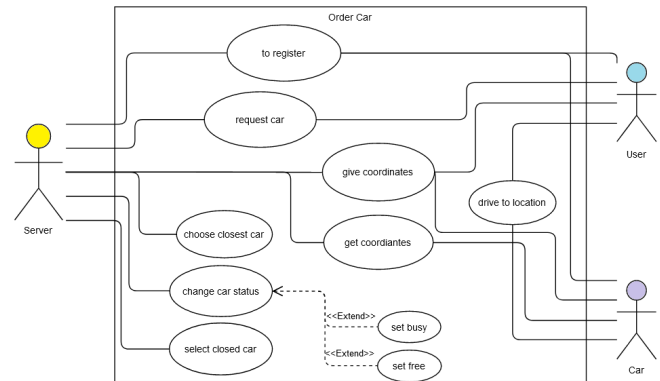 Order Car
to register
request car
User
give coordinates
drive to location
Server
choose closest car
get coordiantes
change car status
<<Extend>>
set busy
select closed car
<<Extend>>
set free
Car